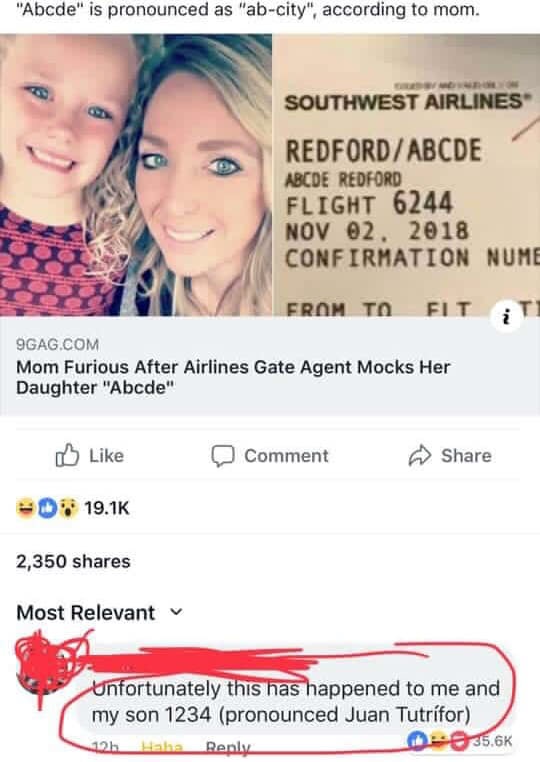 "Abcde" is pronounced as "ab-city", according to mom.
SOUTHWEST AIRLINES®
REDFORD/ABCDE
ABCDE REDFORD
FLIGHT 6244
NOV 02, 2018
CONFIRMATION NUME
FROM TO FLT
i
9GAG.COM
Mom Furious After Airlines Gate Agent Mocks Her
Daughter "Abcde"
Like Comment Share
19.1K
2,350 shares
Most Relevant
Unfortunately this has happened to me and
my son 1234 (pronounced Juan Tutrífor)
12h Haha Reply 35.6K